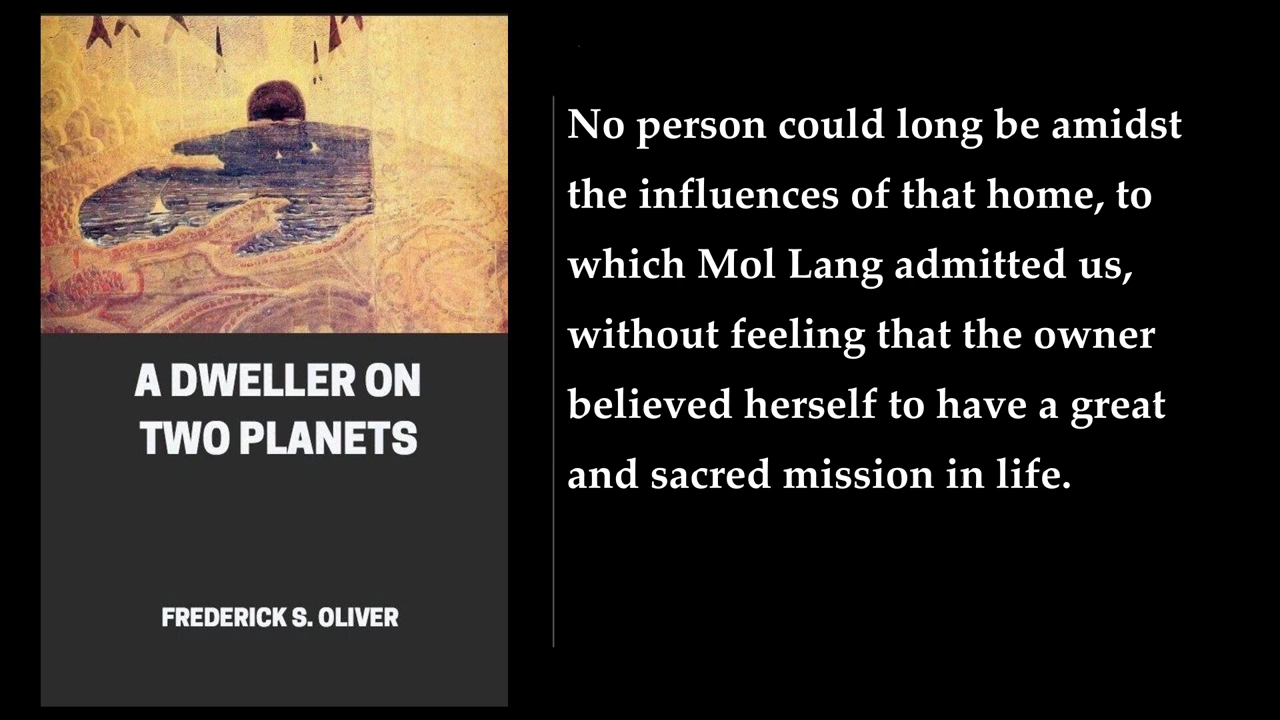 A DWELLER ON
TWO PLANETS
FREDERICK S. OLIVER
No person could long be amidst
the influences of that home, to
which Mol Lang admitted us,
without feeling that the owner
believed herself to have a great
and sacred mission in life.